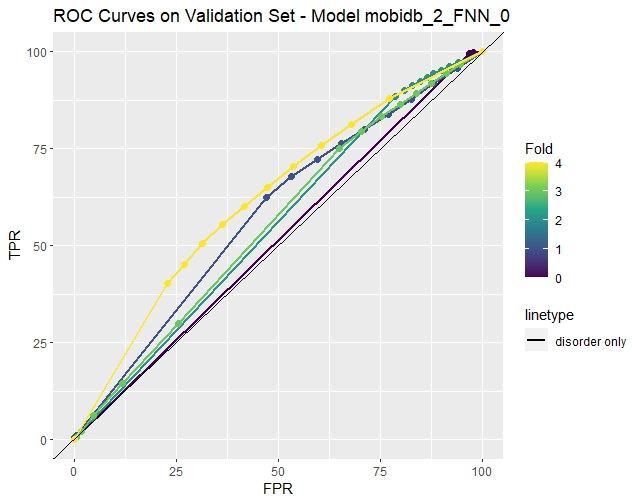 ROC Curves on Validation Set - Model mobidb_2_FNN_0
TPR
100
75
50
25
0
0
25
50
75
100
FPR
Fold
4
3
2
1
0
linetype
disorder only